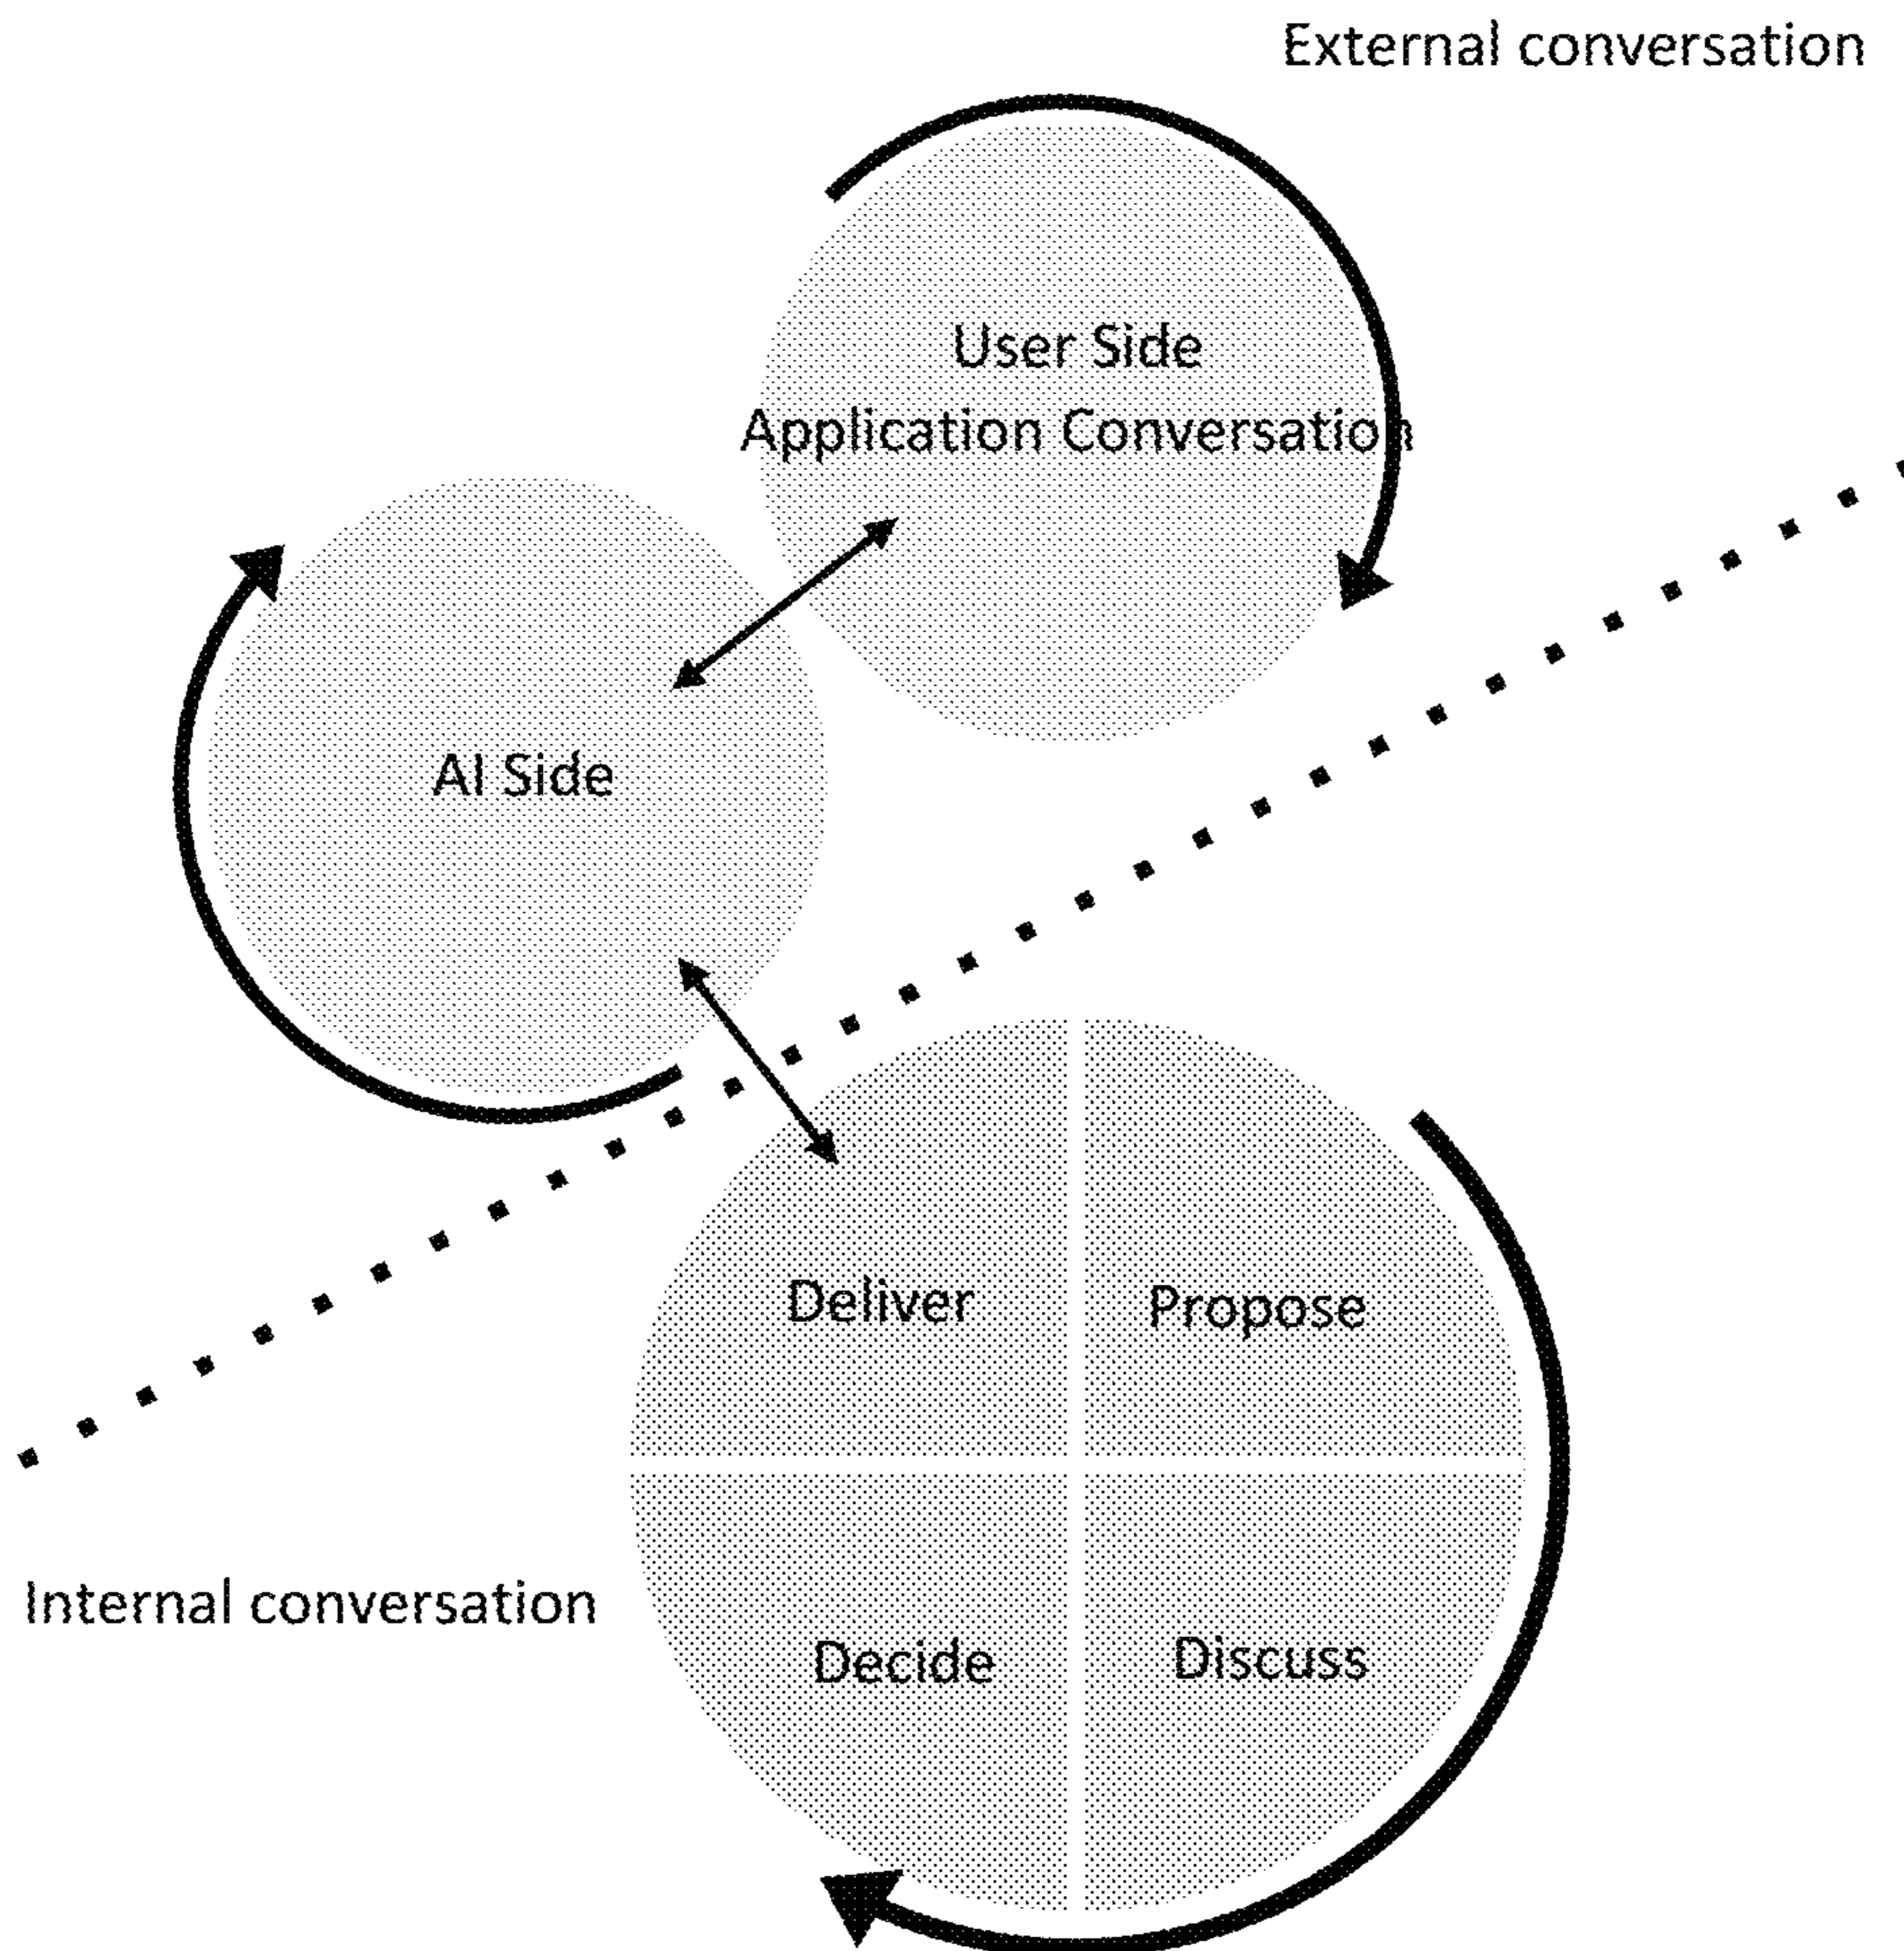 External conversation
User Side
Application Conversation
AI Side
Deliver
Propose
Internal conversation
Decide
Discuss